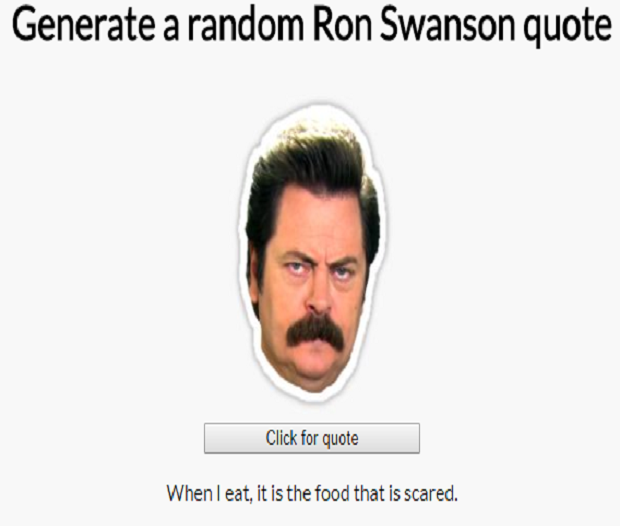 Generate a random Ron Swanson quote
Click for quote
When I eat, it is the food that is scared.